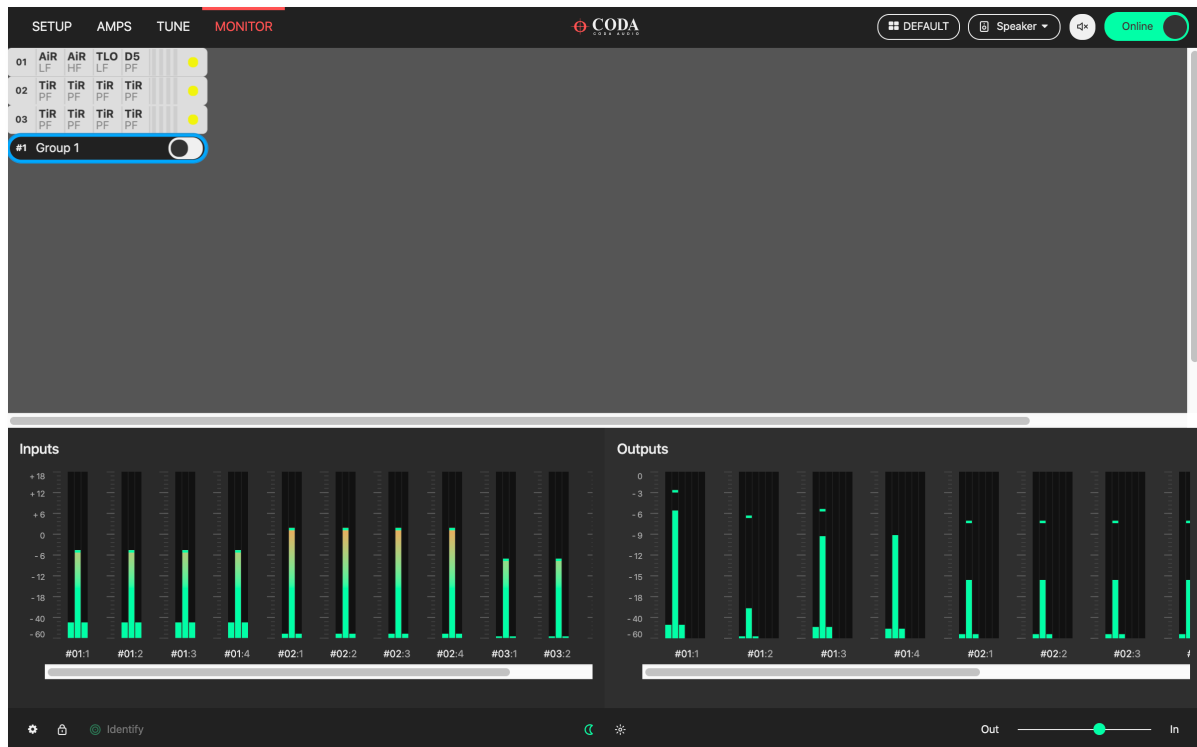 SETUP AMPS TUNE MONITOR CODA DEFAULT Speaker Online
CODA AUDIO
01 AiR AiR TLO D5
LF HF LF PF
02 TiR TiR TiR TiR
PF PF PF PF
03 TiR TiR TiR TiR
PF PF PF PF
#1 Group 1
Inputs
+18
+12
+6
0
-6
-12
-18
-40
-60
#01:1 #01:2 #01:3 #01:4 #02:1 #02:2 #02:3 #02:4 #03:1 #03:2
Outputs
0
-3
-6
-9
-12
-15
-18
-40
-60
#01:1 #01:2 #01:3 #01:4 #02:1 #02:2 #02:3 #
Identify Out In